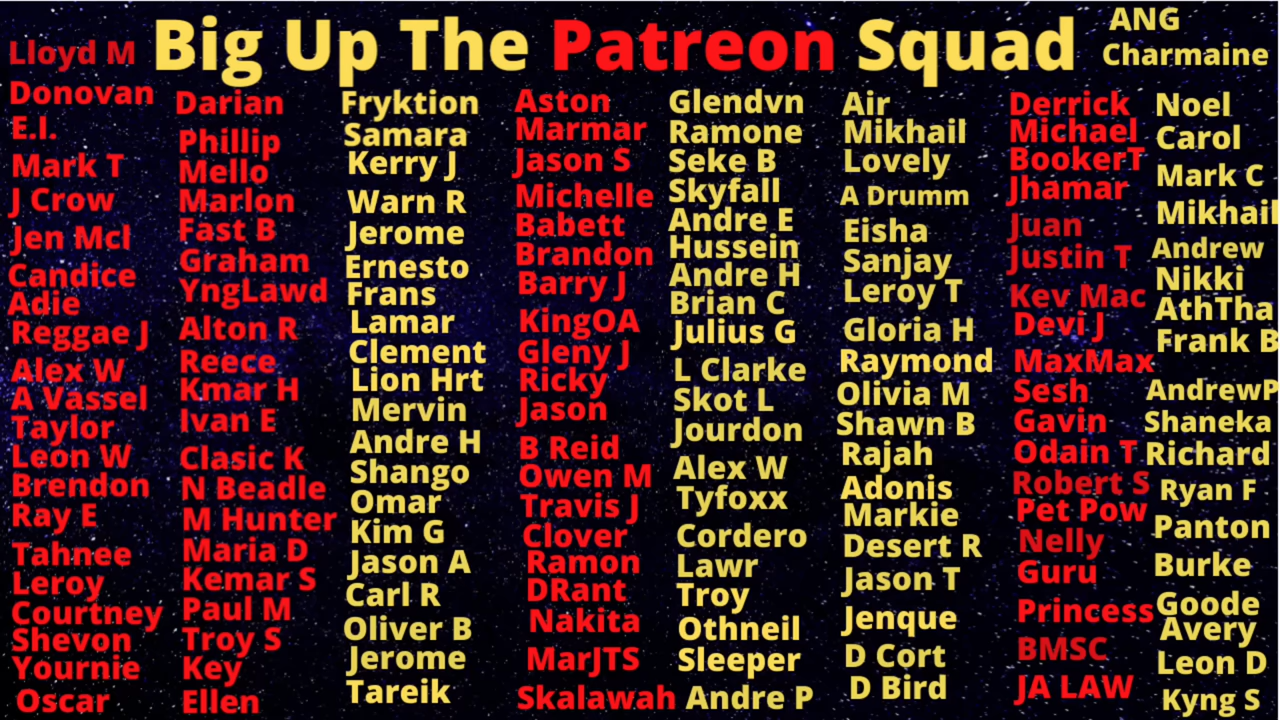 Big Up The Patreon Squad
Lloyd M
Donovan
E.I.
Mark T
J Crow
Jen Mcl
Candice
Adie
Reggae J
Alex W
A Vassel
Taylor
Leon W
Brendon
Ray E
Tahnee
Leroy
Courtney
Shevon
Yournie
Oscar
Darian
Phillip
Mello
Marlon
Fast B
Graham
YngLawd
Alton R
Reece
Kmar H
Ivan E
Clasic K
N Beadle
M Hunter
Maria D
Kemar S
Paul M
Troy S
Key
Ellen
Fryktion
Samara
Kerry J
Warn R
Jerome
Ernesto
Frans
Lamar
Clement
Lion Hrt
Mervin
Andre H
Shango
Omar
Kim G
Jason A
Carl R
Oliver B
Jerome
Tareik
Aston
Marmar
Jason S
Michelle
Babett
Brandon
Barry J
KingOA
Gleny J
Ricky
Jason
B Reid
Owen M
Travis J
Clover
Ramon
DRant
Nakita
MarJTS
Skalawah
Glendvn
Ramone
Seke B
Skyfall
Andre E
Hussein
Andre H
Brian C
Julius G
L Clarke
Skot L
Jourdon
Alex W
Tyfoxx
Cordero
Lawr
Troy
Othneil
Sleeper
Andre P
Air
Mikhail
Lovely
A Drumm
Eisha
Sanjay
Leroy T
Gloria H
Raymond
Olivia M
Shawn B
Rajah
Adonis
Markie
Desert R
Jason T
Jenque
D Cort
D Bird
Derrick
Michael
BookerT
Jhamar
Juan
Justin T
Kev Mac
Devi J
MaxMax
Sesh
Gavin
Odain T
Robert S
Pet Pow
Nelly
Guru
Princess
BMSC
JA LAW
ANG
Charmaine
Noel
Carol
Mark C
Mikhail
Andrew
Nikki
AthTha
Frank B
AndrewP
Shaneka
Richard
Ryan F
Panton
Burke
Goode
Avery
Leon D
Kyng S